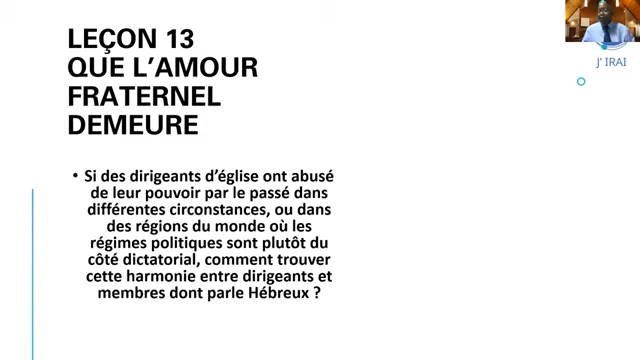 LEÇON 13
QUE L'AMOUR
FRATERNEL
DEMEURE
J' IRAI
• Si des dirigeants d'église ont abusé
de leur pouvoir par le passé dans
différentes circonstances, ou dans
des régions du monde où les
régimes politiques sont plutôt du
côté dictatorial, comment trouver
cette harmonie entre dirigeants et
membres dont parle Hébreux ?